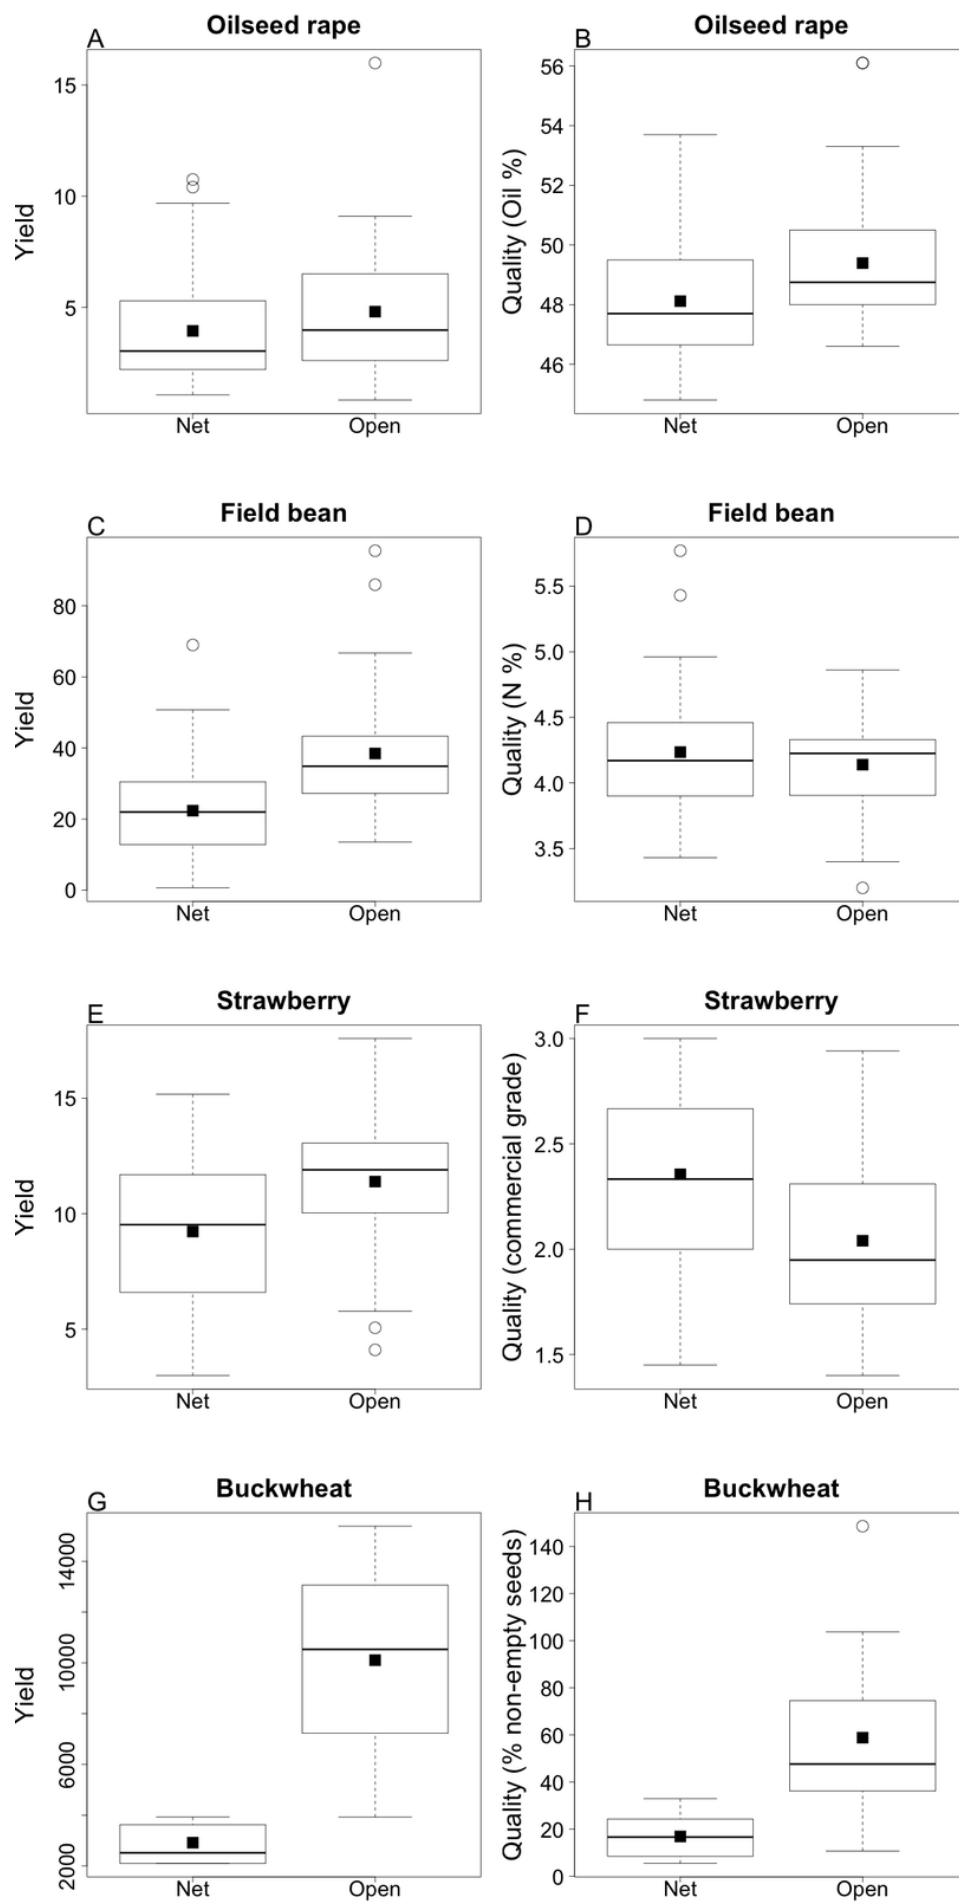 A Oilseed rape
15
10
5
Yield
Net Open
B Oilseed rape
56
54
52
50
48
46
Quality (Oil %)
Net Open
C Field bean
80
60
40
20
0
Yield
Net Open
D Field bean
5.5
5.0
4.5
4.0
3.5
Quality (N %)
Net Open
E Strawberry
15
10
5
Yield
Net Open
F Strawberry
3.0
2.5
2.0
1.5
Quality (commercial grade)
Net Open
G Buckwheat
14000
10000
6000
2000
Yield
Net Open
H Buckwheat
140
120
100
80
60
40
20
0
Quality (% non-empty seeds)
Net Open